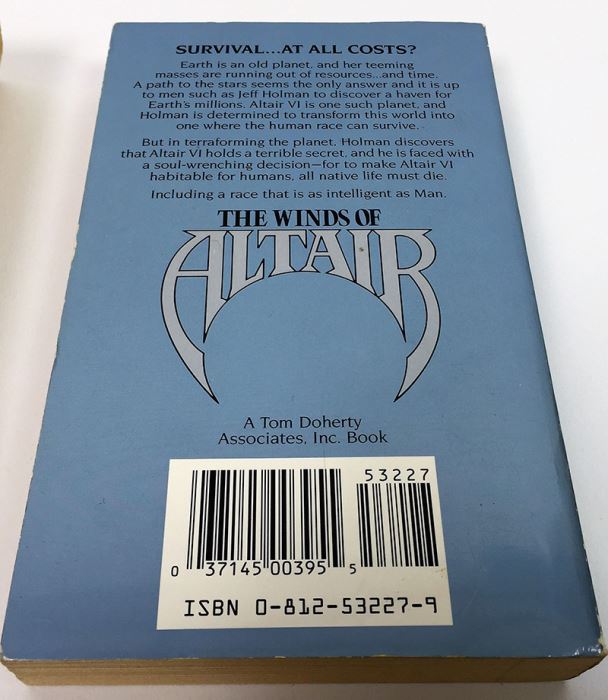 SURVIVAL...AT ALL COSTS?
Earth is an old planet, and her teeming
masses are running out of resources...and time.
A path to the stars seems the only answer and it is up
to men such as Jeff Holman to discover a haven for
Earth's millions. Altair VI is one such planet, and
Holman is determined to transform this world into
one where the human race can survive.
But in terraforming the planet, Holman discovers
that Altair VI holds a terrible secret, and he is faced with
a soul-wrenching decision—for to make Altair VI
habitable for humans, all native life must die.
Including a race that is as intelligent as Man.
THE WINDS OF
ALTAIR
A Tom Doherty
Associates, Inc. Book
53227
0 37145 00395 5
ISBN 0-812-53227-9